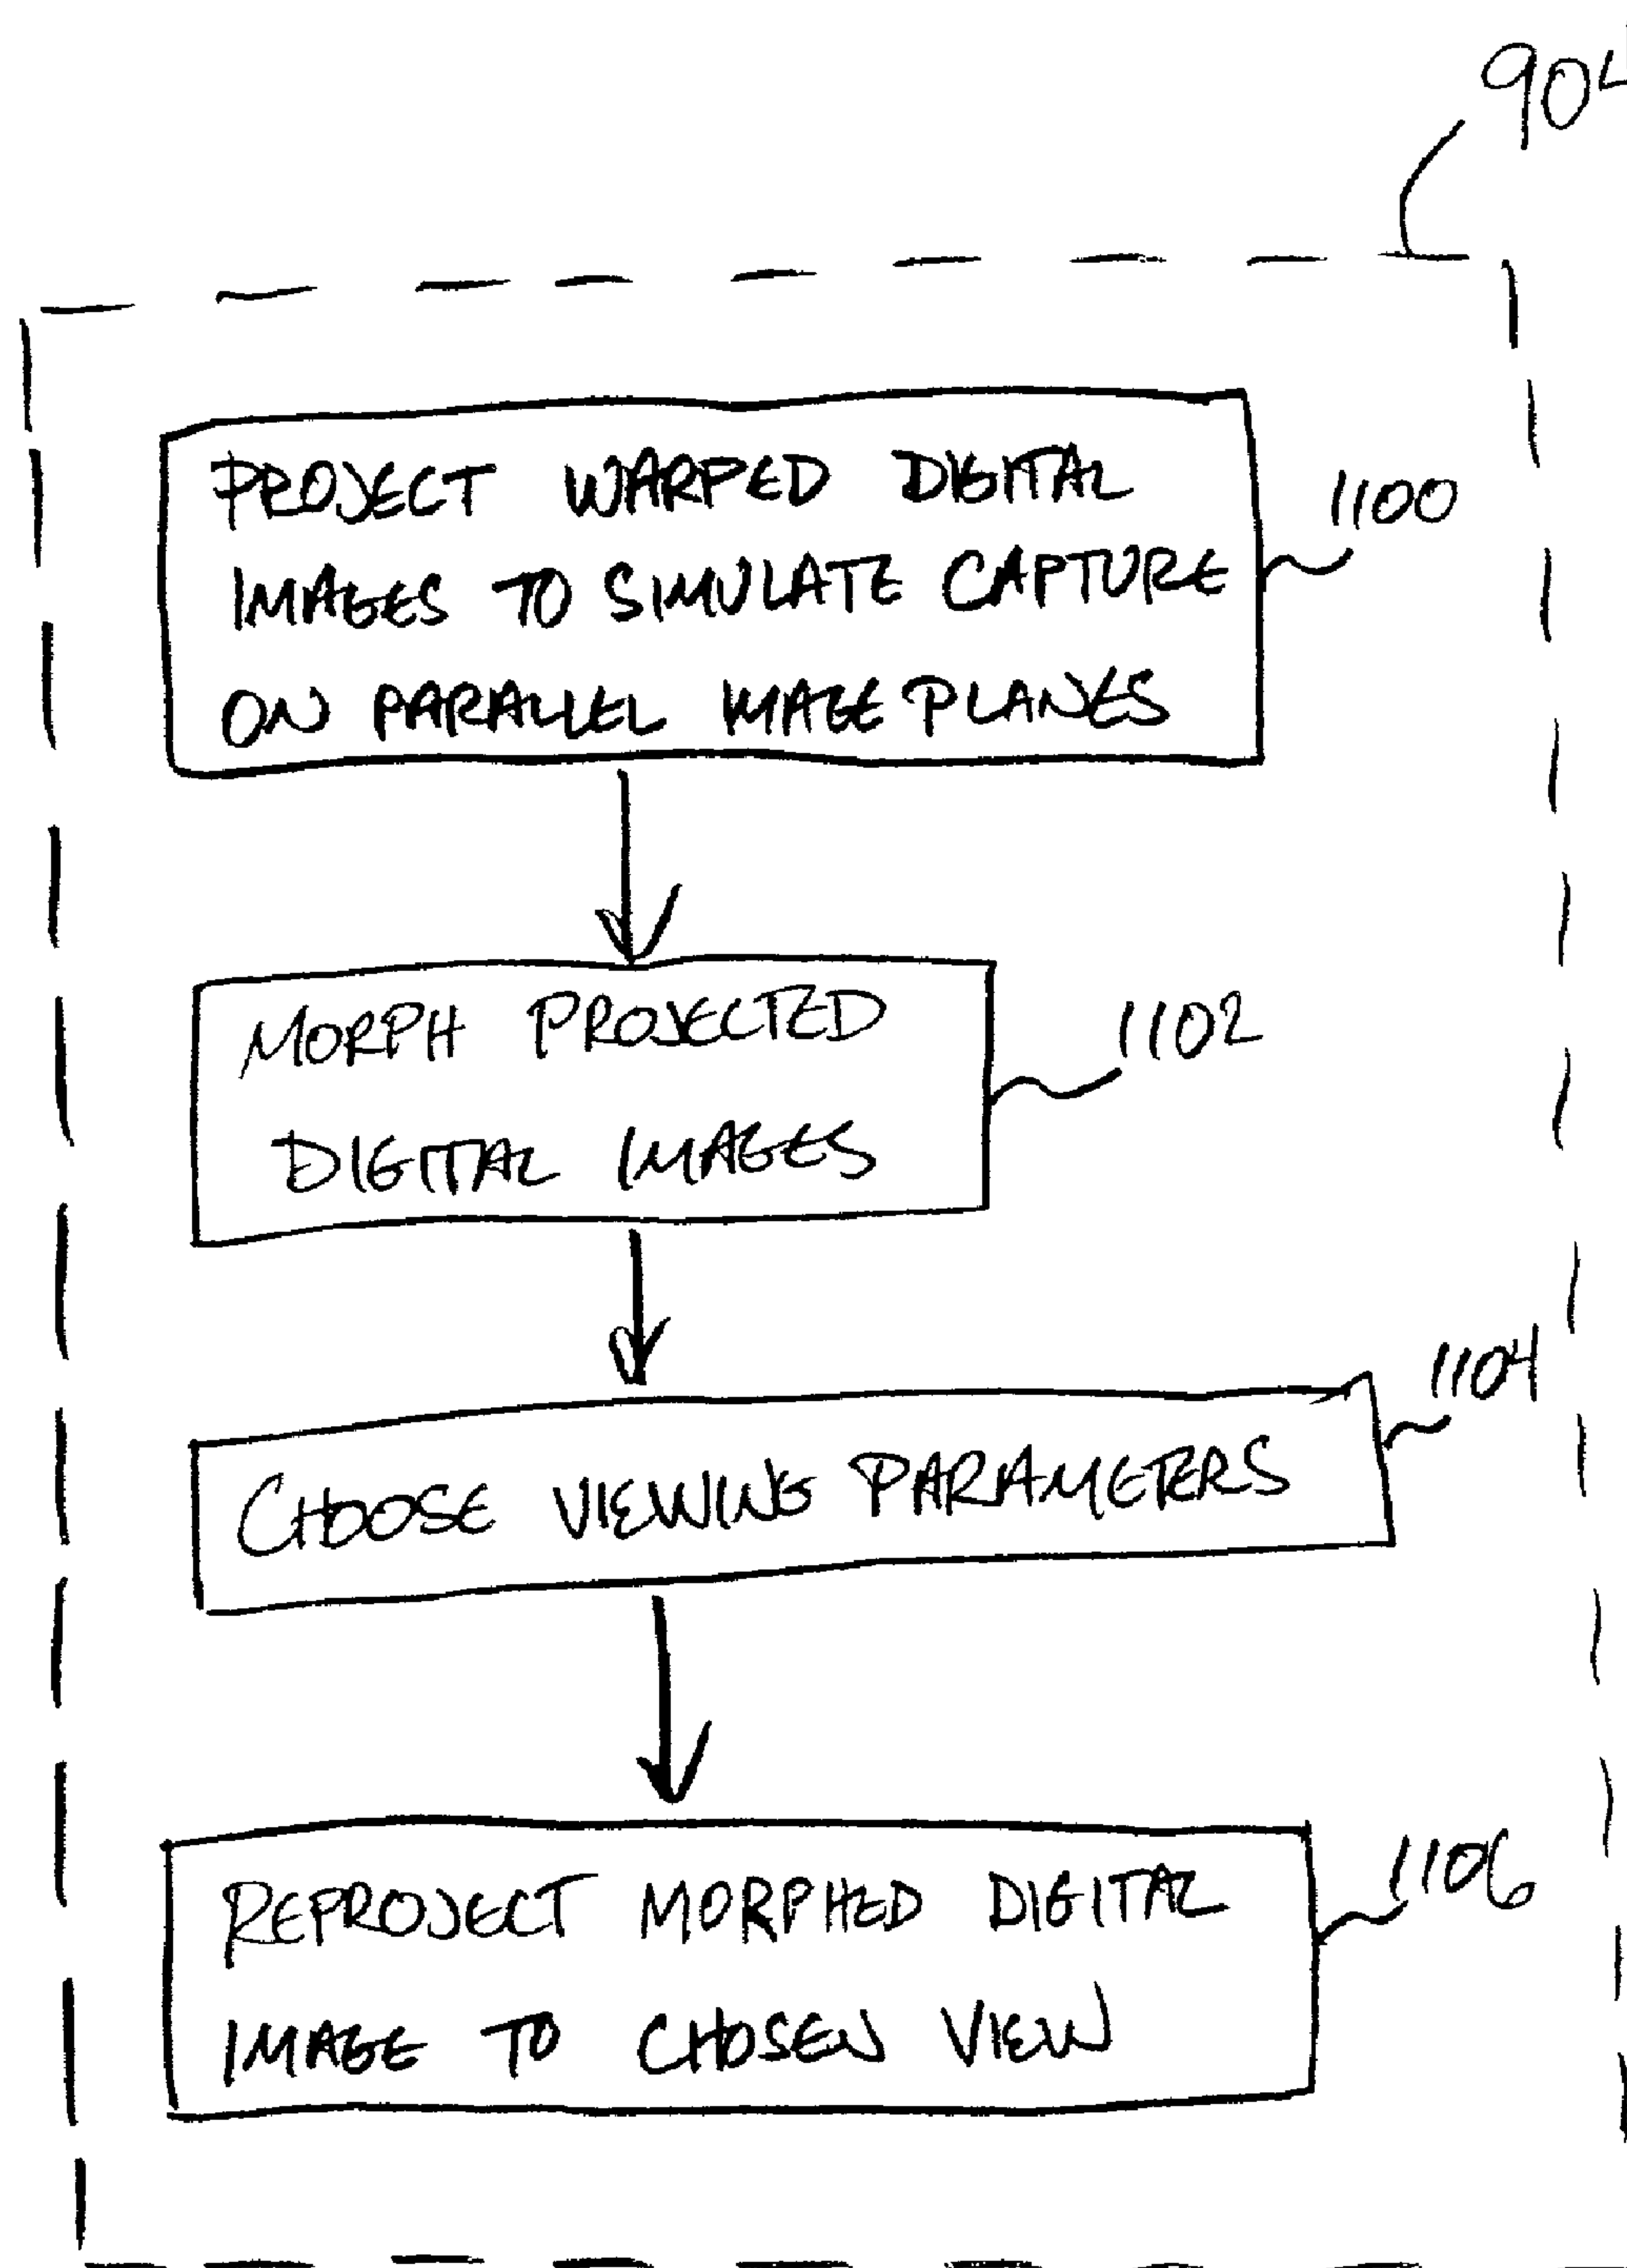 904
PROJECT WARPED DIGITAL
IMAGES TO SIMULATE CAPTURE
ON PARALLEL IMAGE PLANES
1100
MORPH PROJECTED
DIGITAL IMAGES
1102
CHOOSE VIEWING PARAMETERS
1104
REPROJECT MORPHED DIGITAL
IMAGE TO CHOSEN VIEW
1106